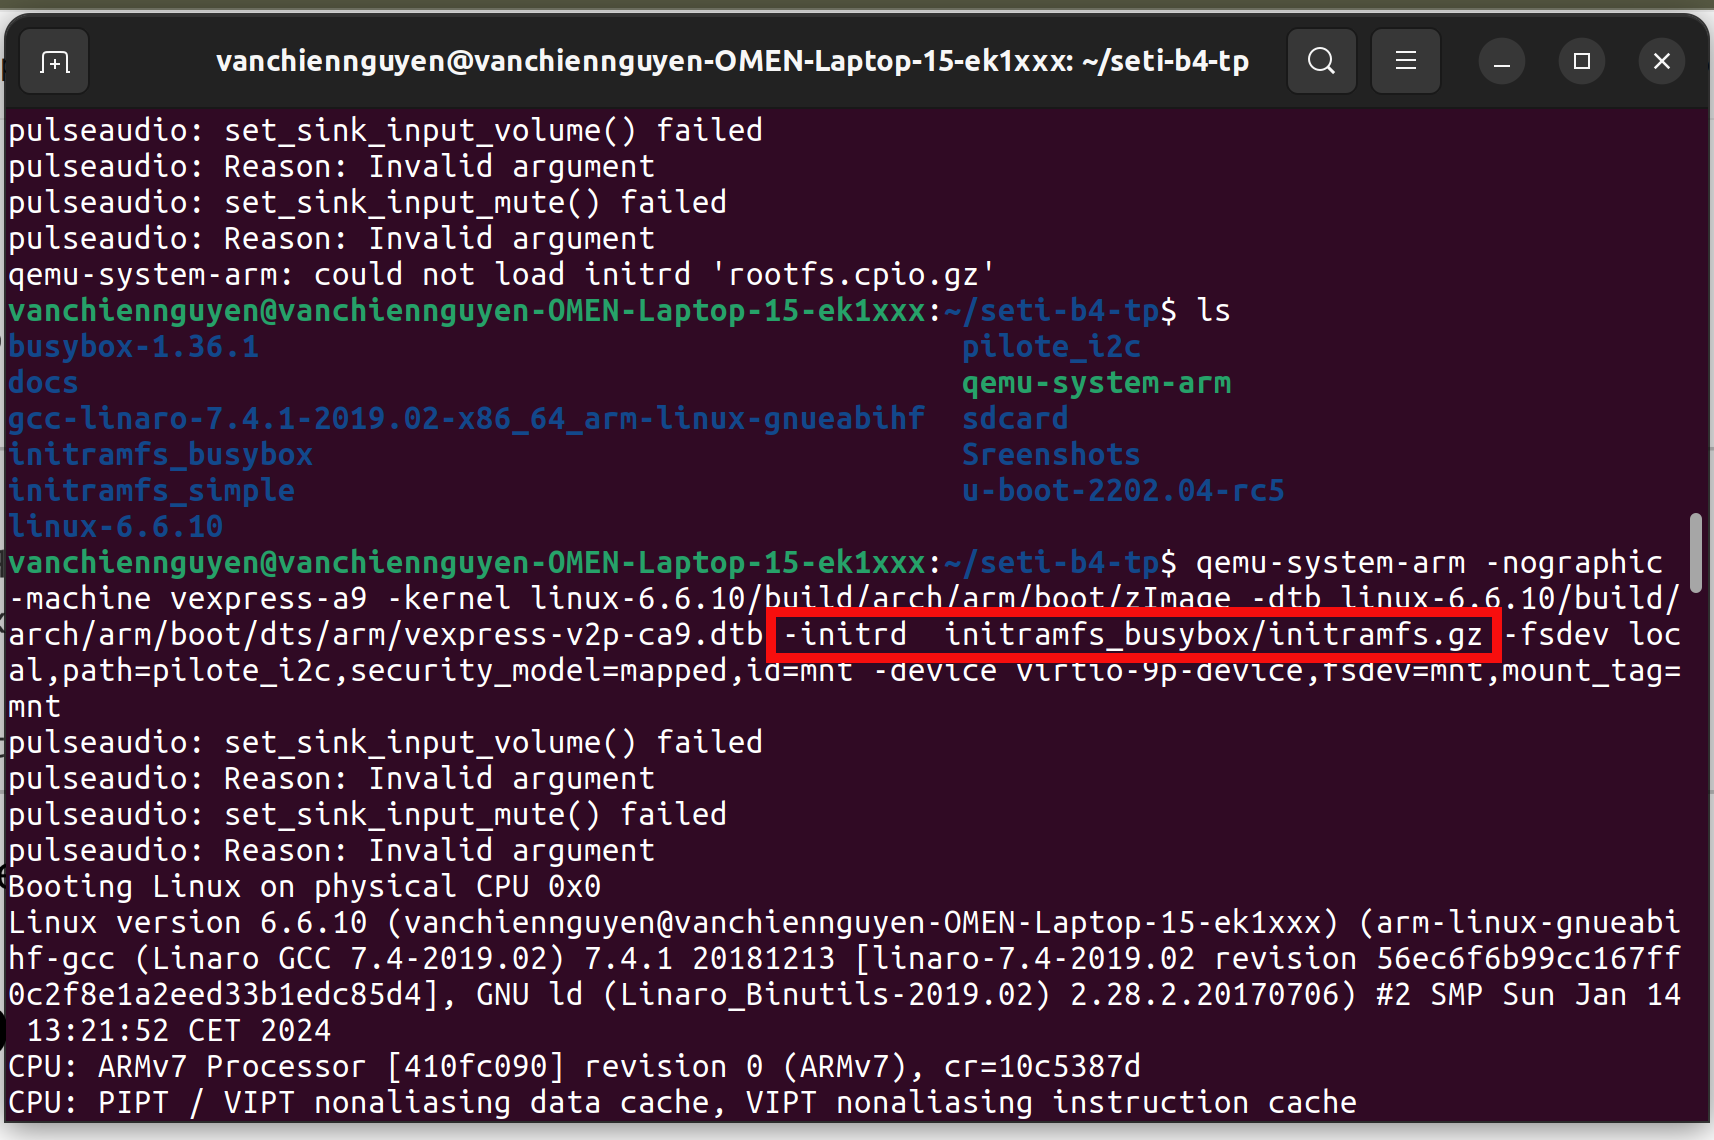 vanchiennguyen@vanchiennguyen-OMEN-Laptop-15-ek1xxx: ~/seti-b4-tp
pulseaudio: set_sink_input_volume() failed
pulseaudio: Reason: Invalid argument
pulseaudio: set_sink_input_mute() failed
pulseaudio: Reason: Invalid argument
qemu-system-arm: could not load initrd 'rootfs.cpio.gz'
vanchiennguyen@vanchiennguyen-OMEN-Laptop-15-ek1xxx:~/seti-b4-tp$ ls
busybox-1.36.1 pilote_i2c
docs qemu-system-arm
gcc-linaro-7.4.1-2019.02-x86_64_arm-linux-gnueabihf sdcard
initramfs_busybox Sreenshots
initramfs_simple u-boot-2202.04-rc5
linux-6.6.10
vanchiennguyen@vanchiennguyen-OMEN-Laptop-15-ek1xxx:~/seti-b4-tp$ qemu-system-arm -nographic
-machine vexpress-a9 -kernel linux-6.6.10/build/arch/arm/boot/zImage -dtb linux-6.6.10/build/
arch/arm/boot/dts/arm/vexpress-v2p-ca9.dtb -initrd  initramfs_busybox/initramfs.gz -fsdev loc
al,path=pilote_i2c,security_model=mapped,id=mnt -device virtio-9p-device,fsdev=mnt,mount_tag=
mnt
pulseaudio: set_sink_input_volume() failed
pulseaudio: Reason: Invalid argument
pulseaudio: set_sink_input_mute() failed
pulseaudio: Reason: Invalid argument
Booting Linux on physical CPU 0x0
Linux version 6.6.10 (vanchiennguyen@vanchiennguyen-OMEN-Laptop-15-ek1xxx) (arm-linux-gnueabi
hf-gcc (Linaro GCC 7.4-2019.02) 7.4.1 20181213 [linaro-7.4-2019.02 revision 56ec6f6b99cc167ff
0c2f8e1a2eed33b1edc85d4], GNU ld (Linaro_Binutils-2019.02) 2.28.2.20170706) #2 SMP Sun Jan 14
 13:21:52 CET 2024
CPU: ARMv7 Processor [410fc090] revision 0 (ARMv7), cr=10c5387d
CPU: PIPT / VIPT nonaliasing data cache, VIPT nonaliasing instruction cache